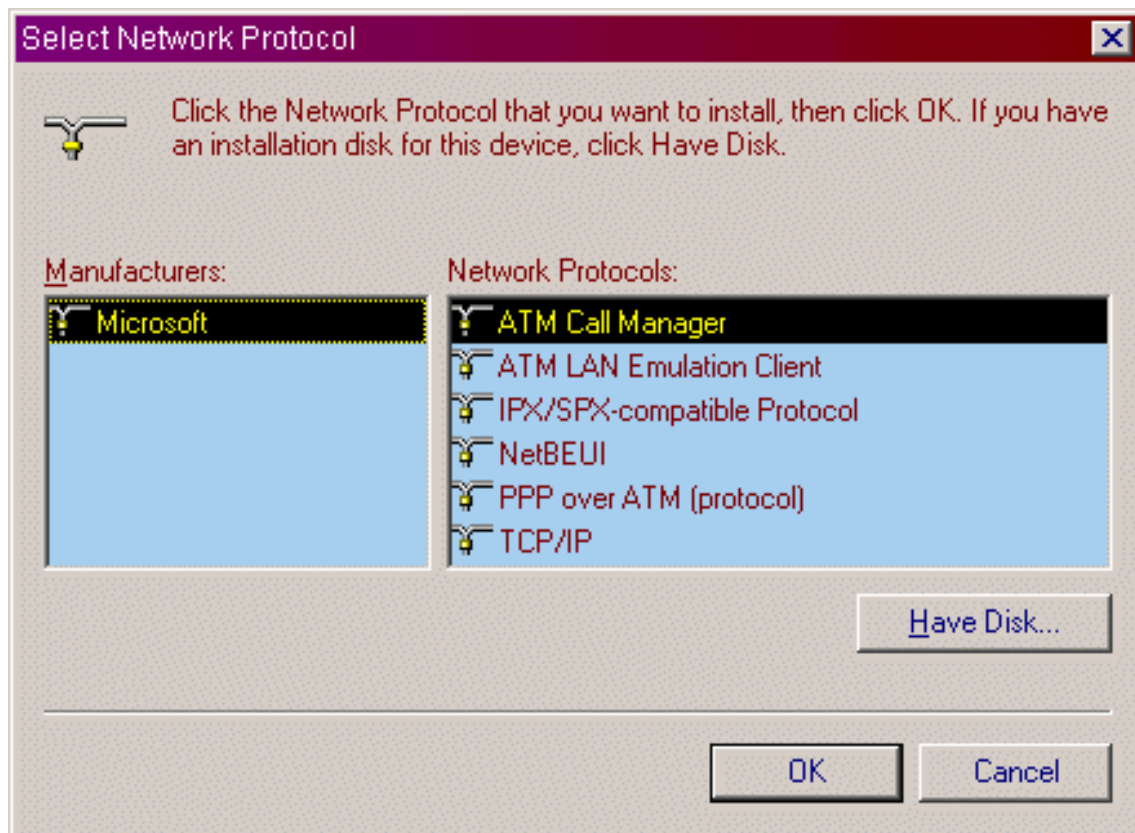 Select Network Protocol
Click the Network Protocol that you want to install, then click OK. If you have
an installation disk for this device, click Have Disk.
Manufacturers:
Microsoft
Network Protocols:
ATM Call Manager
ATM LAN Emulation Client
IPX/SPX-compatible Protocol
NetBEUI
PPP over ATM (protocol)
TCP/IP
Have Disk...
OK
Cancel